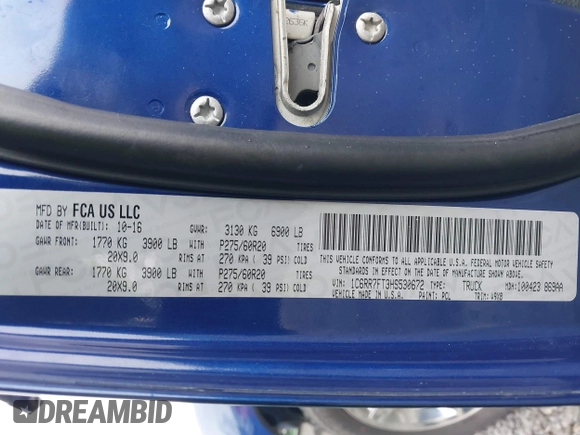 MFD BY FCA US LLC
DATE OF MFR(BUILT): 10-16 GVWR: 3130 KG 6900 LB
GAWR FRONT: 1770 KG 3900 LB WITH P275/60R20 TIRES
20X9.0 RIMS AT 270 KPA ( 39 PSI) COLD
GAWR REAR: 1770 KG 3900 LB WITH P275/60R20 TIRES
20X9.0 RIMS AT 270 KPA ( 39 PSI) COLD
THIS VEHICLE CONFORMS TO ALL APPLICABLE U.S.A. FEDERAL MOTOR VEHICLE SAFETY
STANDARDS IN EFFECT ON THE DATE OF MANUFACTURE SHOWN ABOVE.
VIN: 1C6RR7FT3HS530672 TYPE: TRUCK MDH: 100423 869AA
PAINT: PCL TRIM: V9X8
DREAMBID